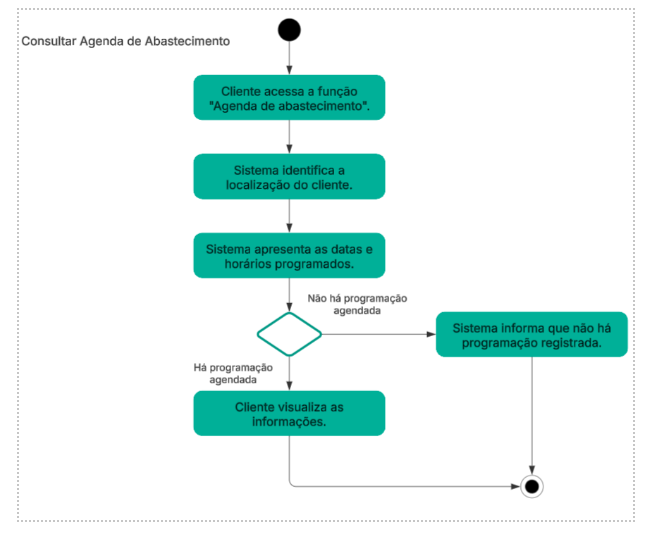 Consultar Agenda de Abastecimento
Cliente acessa a função
"Agenda de abastecimento".
Sistema identifica a
localização do cliente.
Sistema apresenta as datas e
horários programados.
Não há programação
agendada
Sistema informa que não há
programação registrada.
Há programação
agendada
Cliente visualiza as
informações.